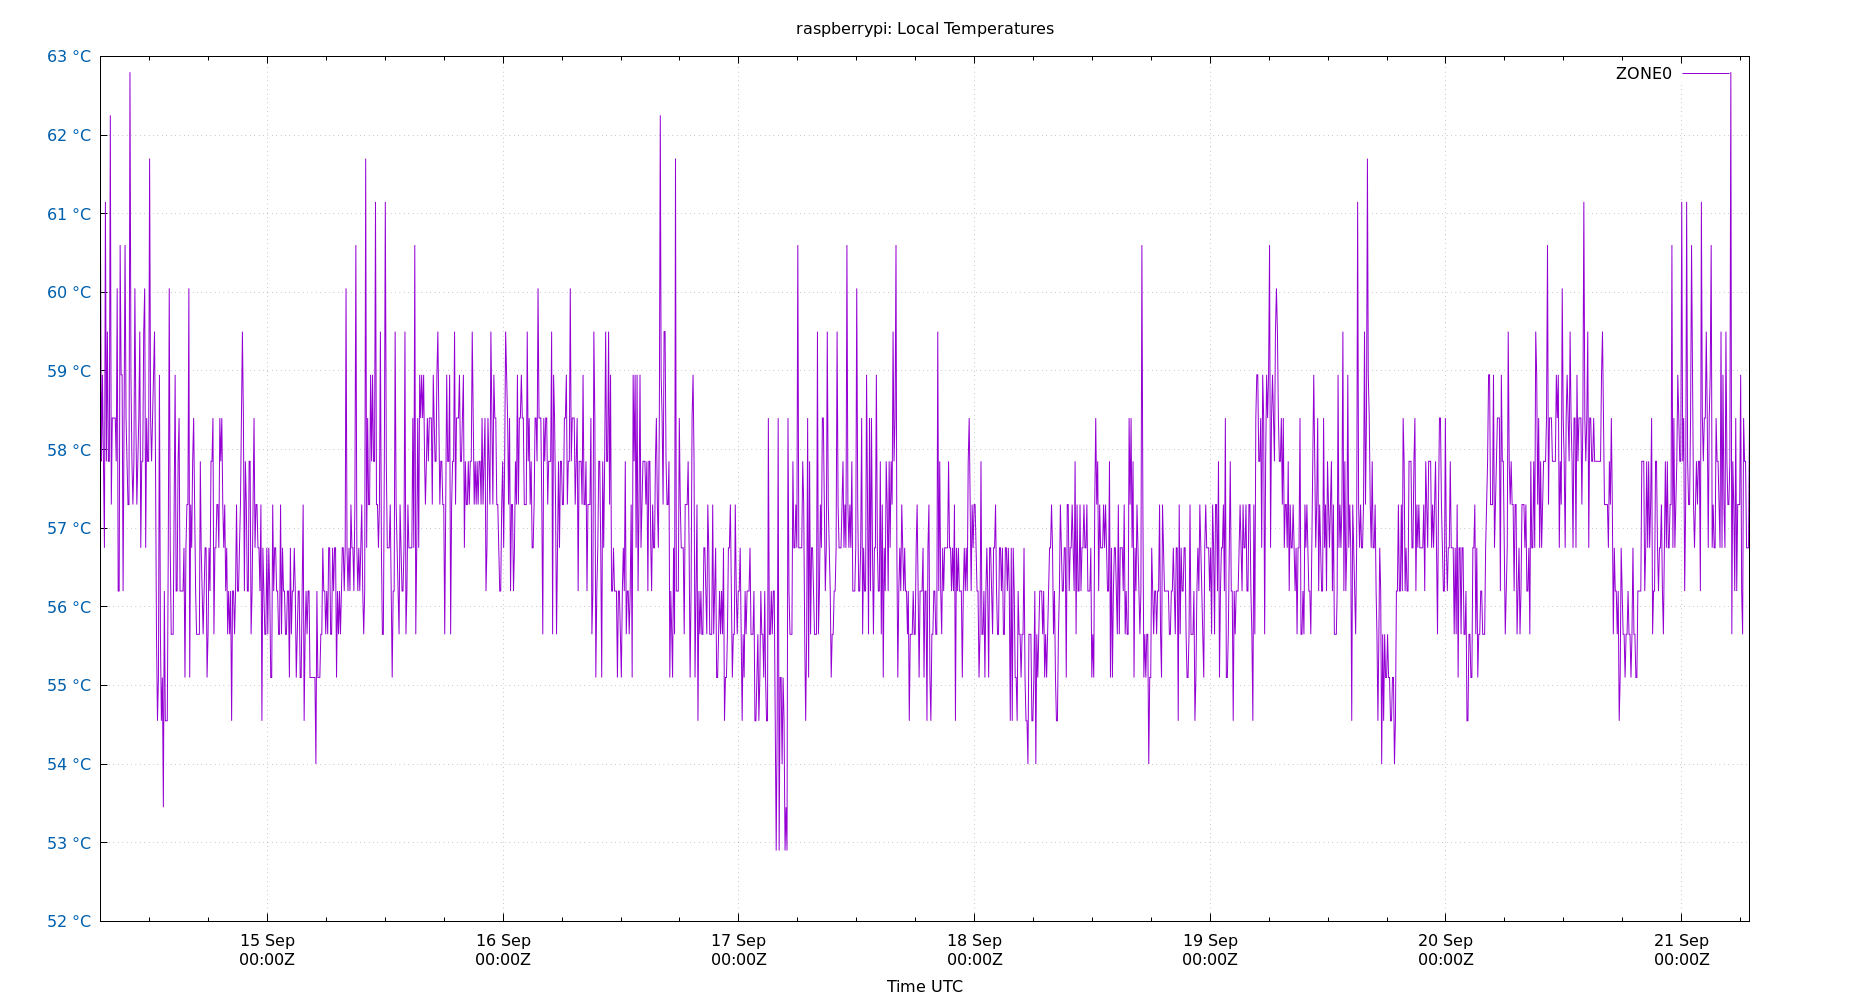 raspberrypi: Local Temperatures
63 °C
ZONE0
62 °C
61 °C
60 °C
59 °C
58 °C
57 °C
56 °C
55 °C
54 °C
53 °C
52 °C
15 Sep 16 Sep 17 Sep 18 Sep 19 Sep 20 Sep 21 Sep
00:00Z 00:00Z 00:00Z 00:00Z 00:00Z 00:00Z 00:00Z
Time UTC